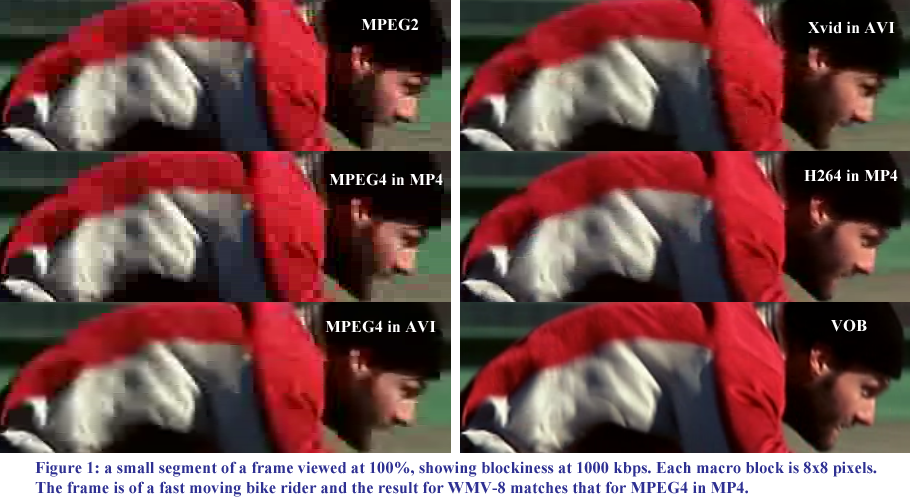 MPEG2
Xvid in AVI
MPEG4 in MP4
H264 in MP4
MPEG4 in AVI
VOB
Figure 1: a small segment of a frame viewed at 100%, showing blockiness at 1000 kbps. Each macro block is 8x8 pixels.
The frame is of a fast moving bike rider and the result for WMV-8 matches that for MPEG4 in MP4.